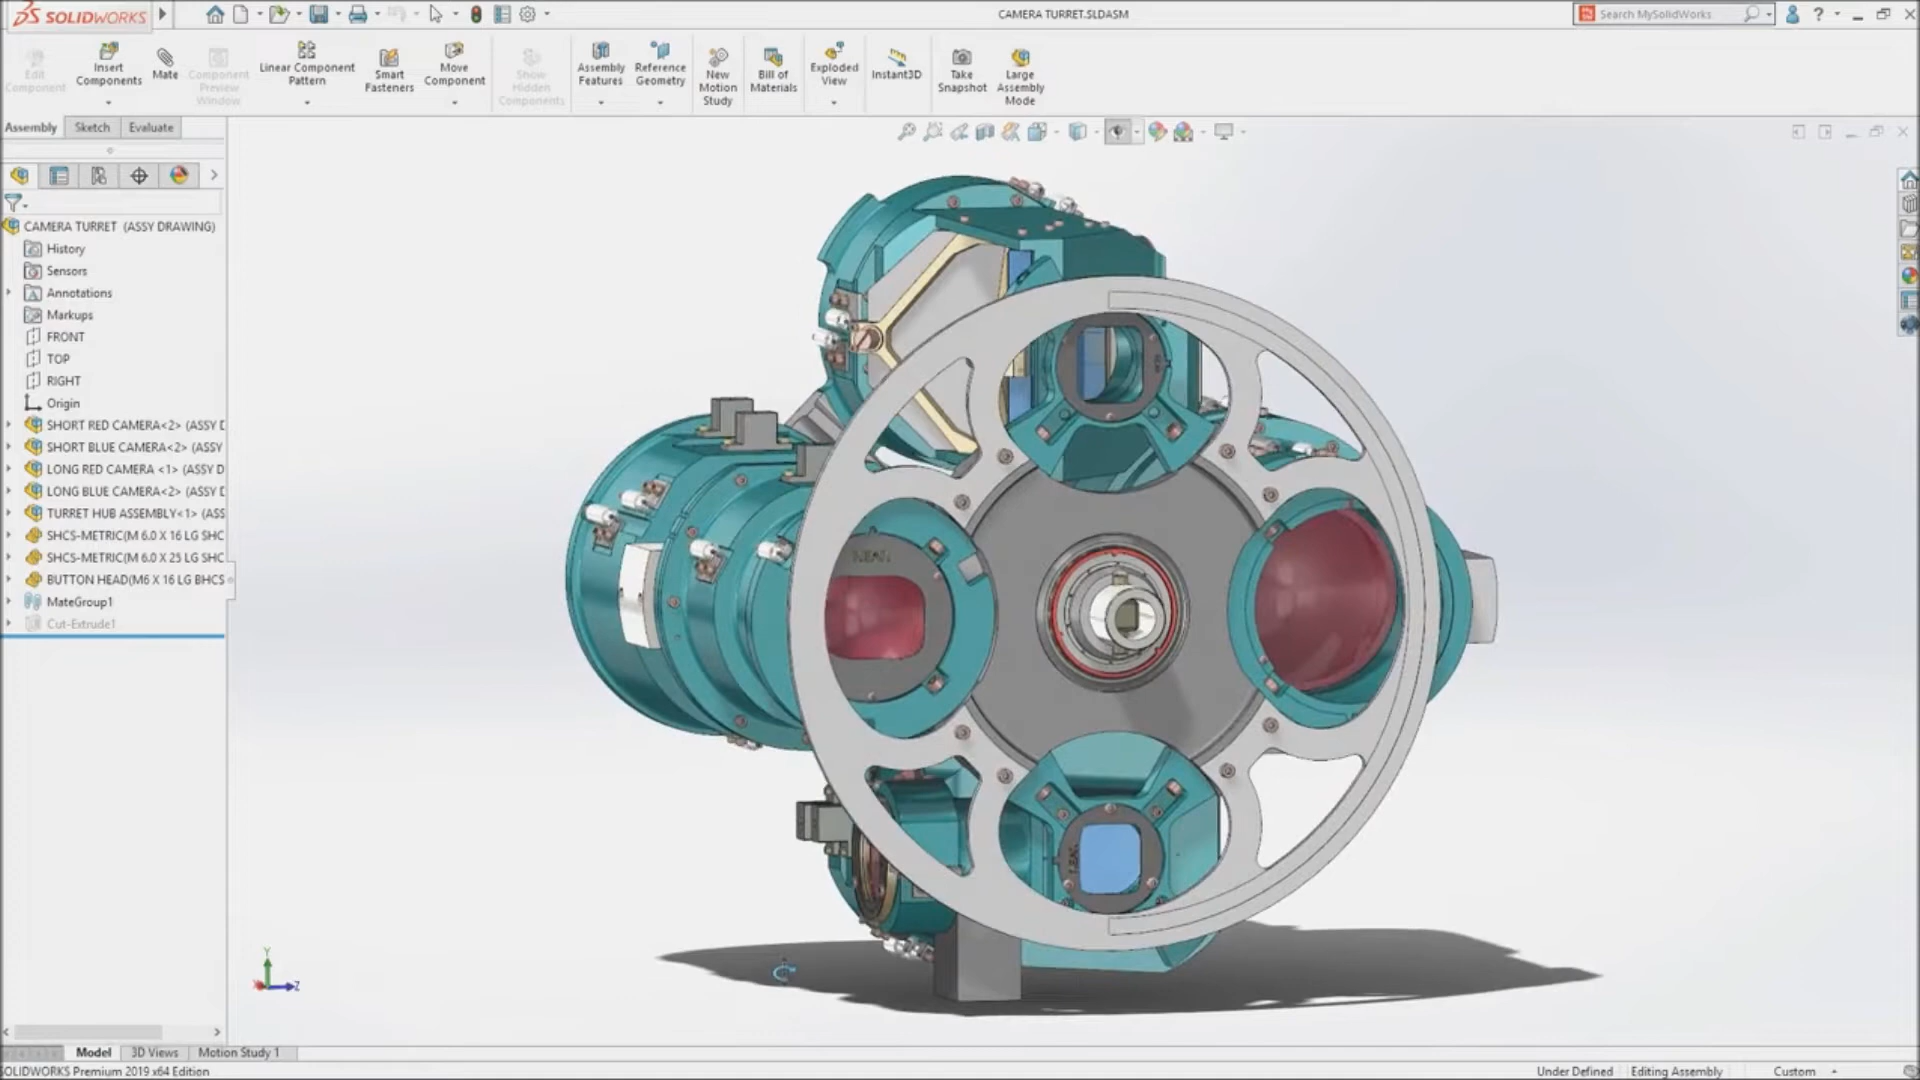 SOLIDWORKS
CAMERA TURRET.SLDASM
Search MySolidWorks
?
Edit Component
Insert Components
Mate
Component Preview Window
Linear Component Pattern
Smart Fasteners
Move Component
Show Hidden Components
Assembly Features
Reference Geometry
New Motion Study
Bill of Materials
Exploded View
Instant3D
Take Snapshot
Large Assembly Mode
Assembly
Sketch
Evaluate
CAMERA TURRET (ASSY DRAWING)
History
Sensors
Annotations
Markups
FRONT
TOP
RIGHT
Origin
SHORT RED CAMERA<2> (ASSY D
SHORT BLUE CAMERA<2> (ASSY
LONG RED CAMERA <1> (ASSY D
LONG BLUE CAMERA<2> (ASSY D
TURRET HUB ASSEMBLY<1> (ASS
SHCS-METRIC(M 6.0 X 16 LG SHC
SHCS-METRIC(M 6.0 X 25 LG SHC
BUTTON HEAD(M6 X 16 LG BHCS
MateGroup1
Cut-Extrude1
Y
X
Z
Model
3D Views
Motion Study 1
SOLIDWORKS Premium 2019 x64 Edition
Under Defined
Editing Assembly
Custom